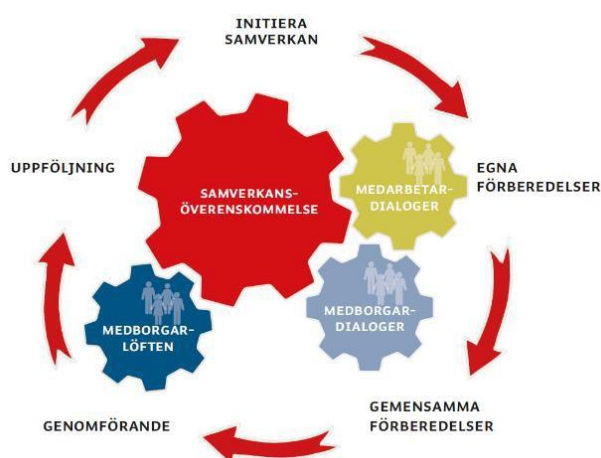 INITIERA
SAMVERKAN
UPPFÖLJNING
EGNA
FÖRBEREDELSER
SAMVERKANS-
ÖVERENSKOMMELSE
MEDARBETAR-
DIALOGER
MEDBORGAR-
DIALOGER
MEDBORGAR-
LÖFTEN
GENOMFÖRANDE
GEMENSAMMA
FÖRBEREDELSER